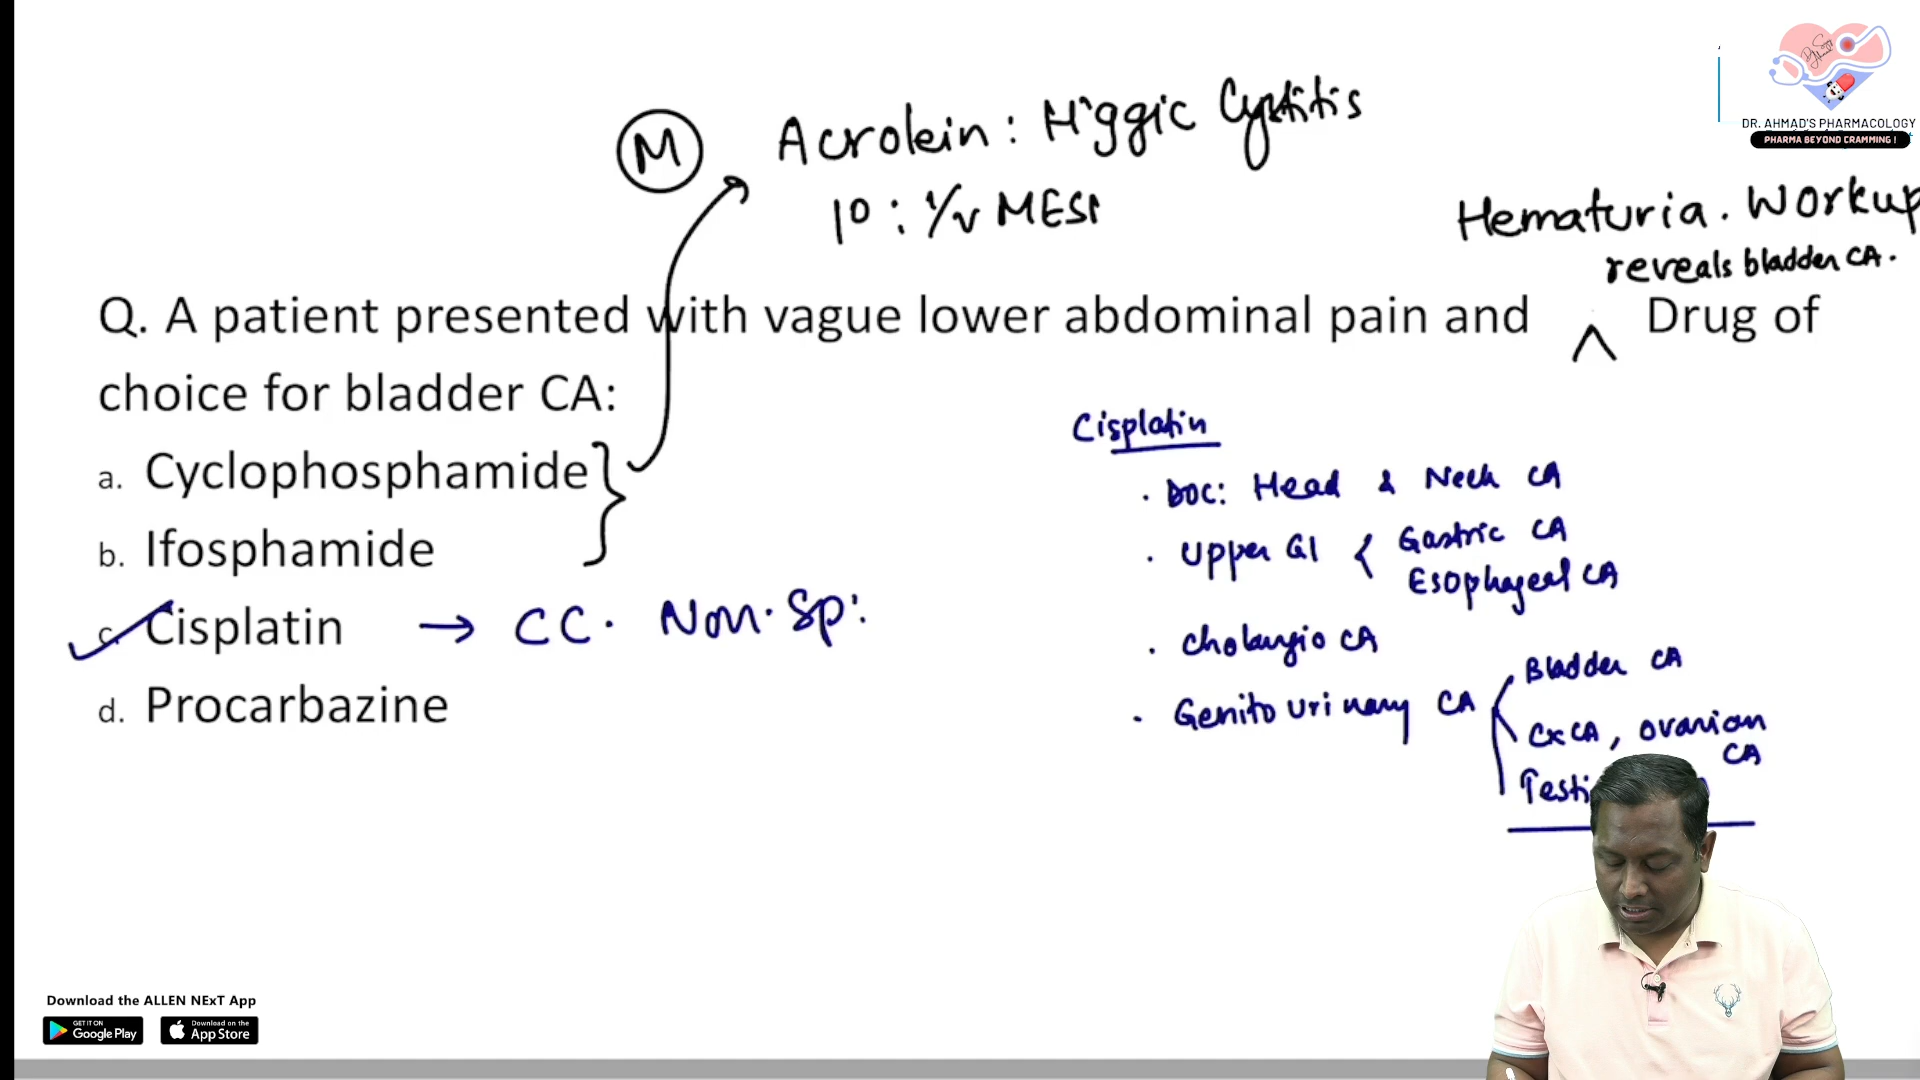 DR. AHMAD'S PHARMACOLOGY
PHARMA BEYOND CRAMMING !
M
Acrolein : H'ggic Cystitis
1° : I/v MESN
Hematuria. Workup
reveals bladder CA.
Q. A patient presented with vague lower abdominal pain and ^ Drug of
choice for bladder CA:
a. Cyclophosphamide
b. Ifosphamide
c. Cisplatin → CC. Non. Sp:
d. Procarbazine
Cisplatin
. DOC: Head & Neck CA
. Upper GI < Gastric CA
Esophageal CA
. Cholangio CA
. Genito urinary CA
Bladder CA
Cx CA, ovarian
CA
Download the ALLEN NExT App
GET IT ON
Google Play
Download on the
App Store